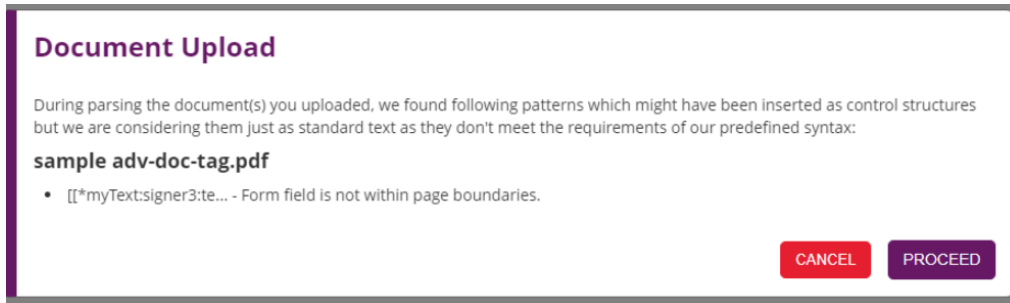 Document Upload
During parsing the document(s) you uploaded, we found following patterns which might have been inserted as control structures
but we are considering them just as standard text as they don't meet the requirements of our predefined syntax:
sample adv-doc-tag.pdf
• [[*myText:signer3:te... - Form field is not within page boundaries.
CANCEL PROCEED